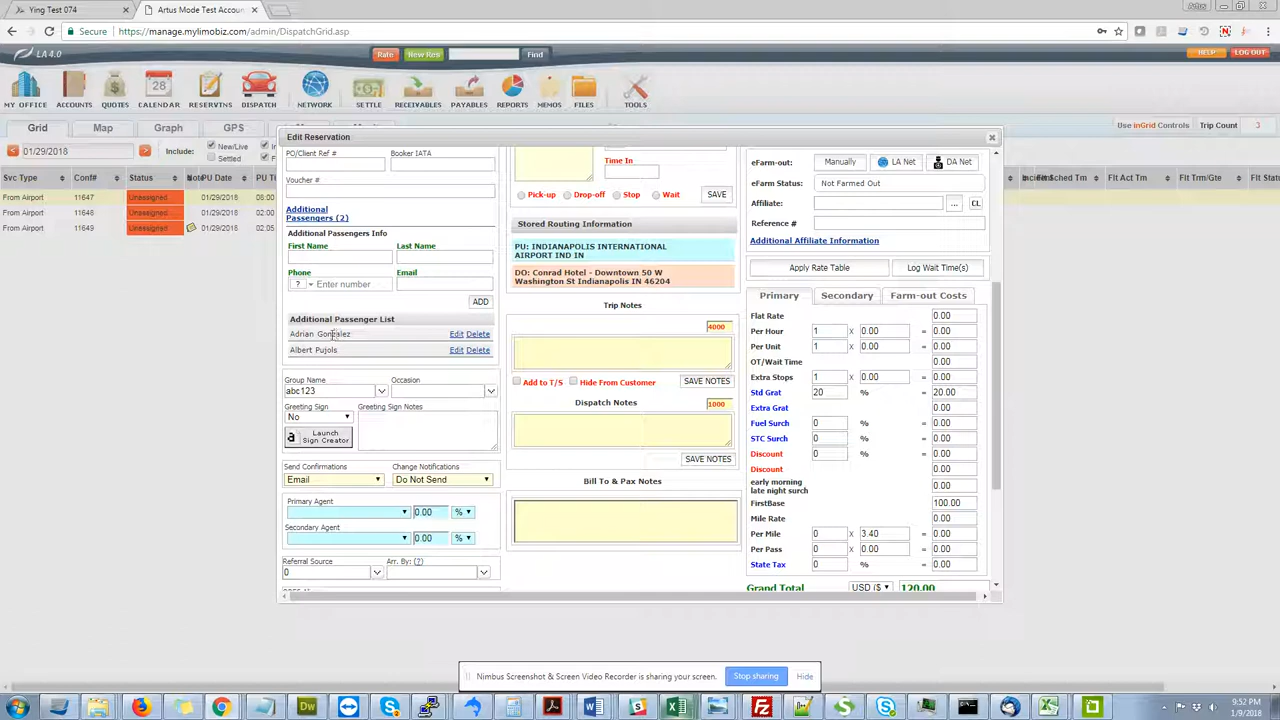 Ying Test 074
Artus Mode Test Accoun
Artus
Secure
https://manage.mylimobiz.com/admin/DispatchGrid.asp
LA 4.0
Rate
New Res
Find
HELP
LOG OUT
MY OFFICE
ACCOUNTS
QUOTES
CALENDAR
RESERVTNS
DISPATCH
NETWORK
SETTLE
RECEIVABLES
PAYABLES
REPORTS
MEMOS
FILES
TOOLS
28
Grid
Map
Graph
GPS
Use inGrid Controls
Trip Count
3
01/29/2018
Include:
New/Live
Settled
Svc Type
Conf#
Status
PU Date
Flt Sched Tm
Flt Act Tm
Flt Trm/Gte
From Airport 11647 Unassigned 01/29/2018 08:00
From Airport 11648 Unassigned 01/29/2018 02:00
From Airport 11649 Unassigned 01/29/2018 02:05
Edit Reservation
PO/Client Ref #
Booker IATA
Voucher #
Additional
Passengers (2)
Additional Passengers Info
First Name
Last Name
Phone
Email
?
Enter number
ADD
Additional Passenger List
Adrian Gonzalez Edit Delete
Albert Pujols Edit Delete
Group Name
Occasion
abc123
Greeting Sign
Greeting Sign Notes
No
a
Launch
Sign Creator
Send Confirmations
Change Notifications
Email
Do Not Send
Primary Agent
0.00 %
Secondary Agent
0.00 %
Referral Source
Arr. By: (?)
0
Time In
Pick-up
Drop-off
Stop
Wait
SAVE
Stored Routing Information
PU: INDIANAPOLIS INTERNATIONAL
AIRPORT IND IN
DO: Conrad Hotel - Downtown 50 W
Washington St Indianapolis IN 46204
Trip Notes
4000
Add to T/S
Hide From Customer
SAVE NOTES
Dispatch Notes
1000
SAVE NOTES
Bill To & Pax Notes
eFarm-out:
Manually
LA Net
DA Net
eFarm Status:
Not Farmed Out
Affiliate:
...
CL
Reference #
Additional Affiliate Information
Apply Rate Table
Log Wait Time(s)
Primary
Secondary
Farm-out Costs
Flat Rate 0.00
Per Hour 1 x 0.00 = 0.00
Per Unit 1 x 0.00 = 0.00
OT/Wait Time 0.00
Extra Stops 1 x 0.00 = 0.00
Std Grat 20 % = 20.00
Extra Grat 0.00
Fuel Surch 0 % = 0.00
STC Surch 0 % = 0.00
Discount 0 % = 0.00
Discount 0.00
early morning
late night surch 0.00
FirstBase 100.00
Mile Rate 0.00
Per Mile 0 x 3.40 = 0.00
Per Pass 0 x 0.00 = 0.00
State Tax 0 % = 0.00
Grand Total
USD ($
120.00
Nimbus Screenshot & Screen Video Recorder is sharing your screen.
Stop sharing
Hide
9:52 PM
1/9/2018